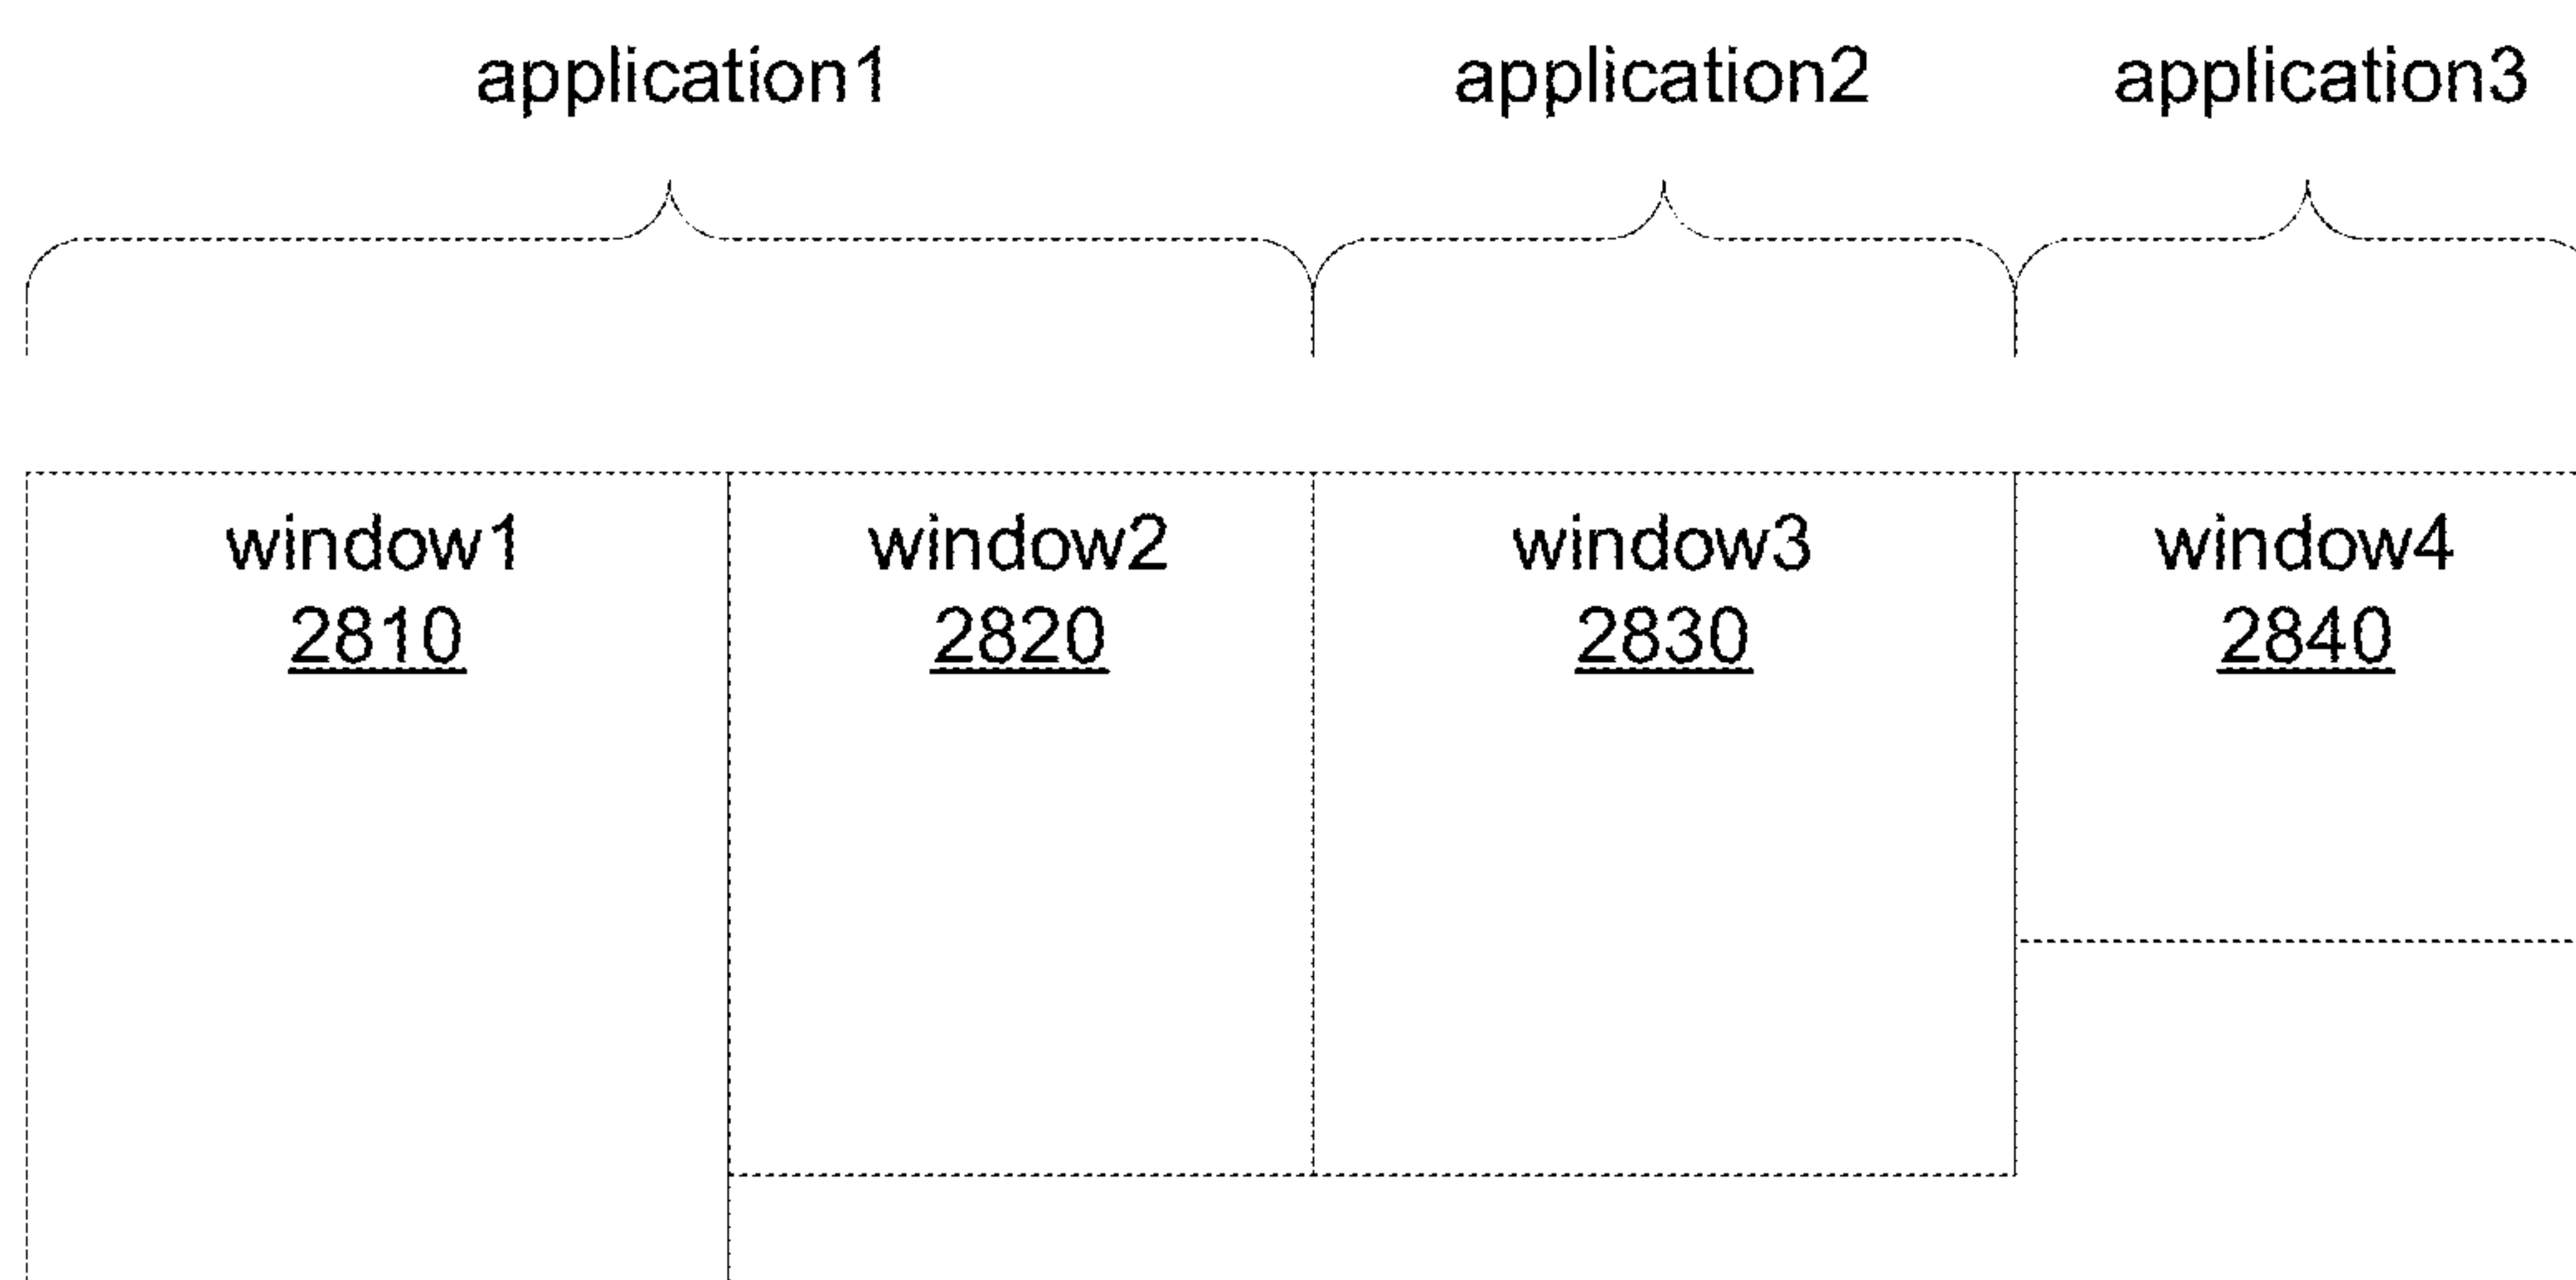 application1 application2 application3
window1 window2 window3 window4
2810 2820 2830 2840